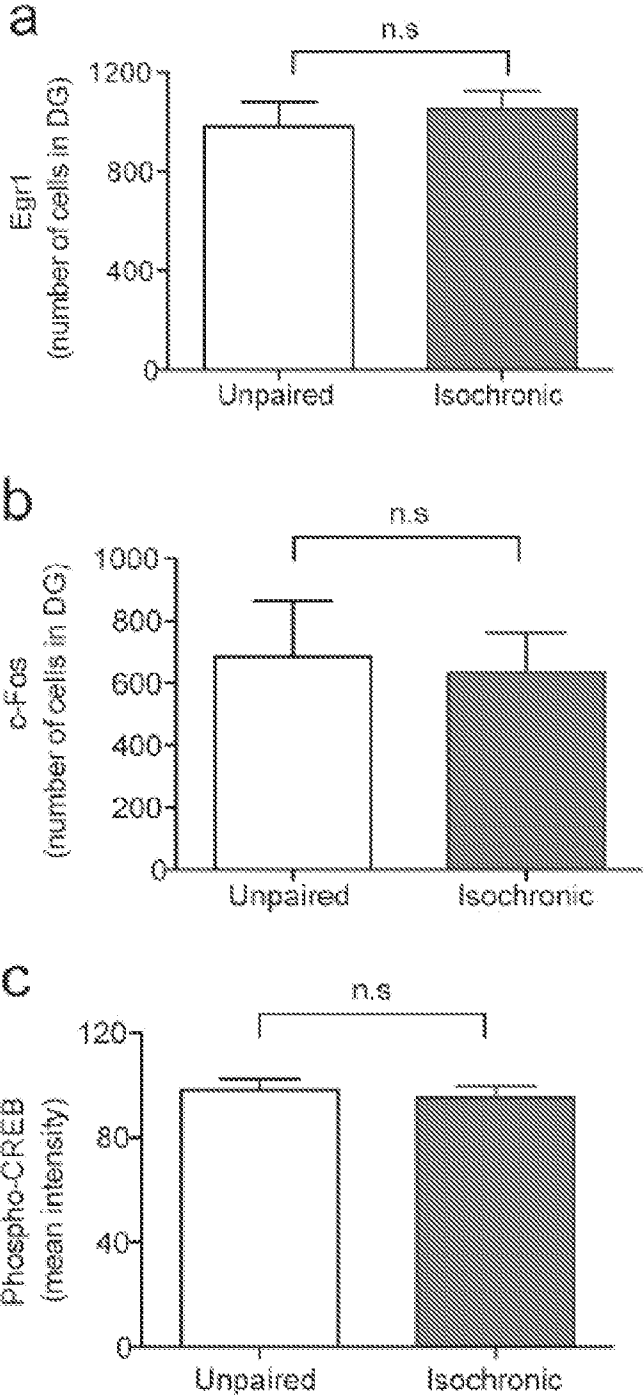 a
n.s
Egr1
(number of cells in DG)
1200
800
400
0
Unpaired
Isochronic
b
n.s
c-Fos
(number of cells in DG)
1000
800
600
400
200
0
Unpaired
Isochronic
c
n.s
Phospho-CREB
(mean intensity)
120
80
40
0
Unpaired
Isochronic